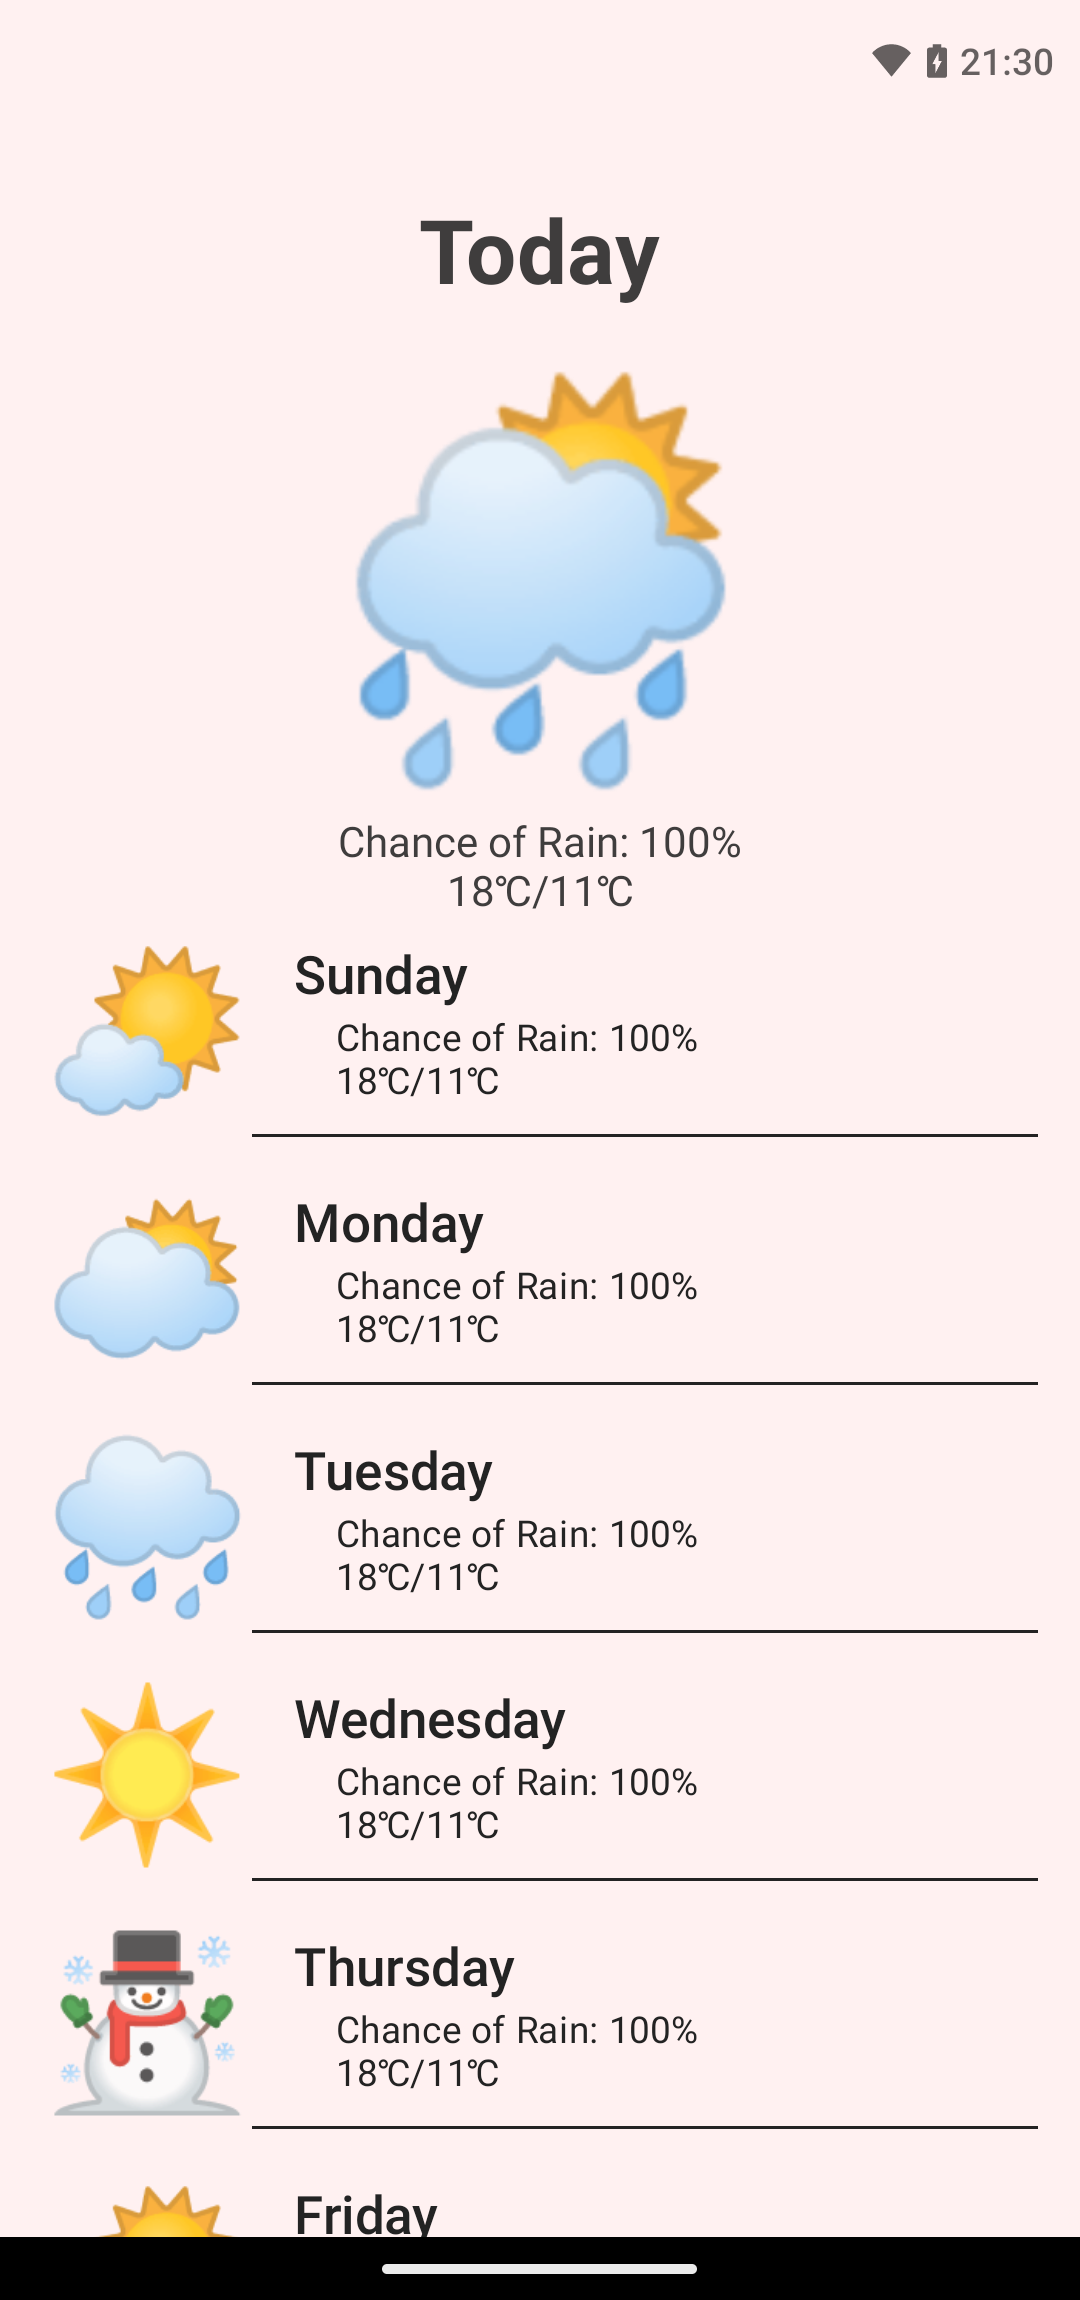 21:30
Today
Chance of Rain: 100%
18℃/11℃
Sunday
Chance of Rain: 100%
18℃/11℃
Monday
Chance of Rain: 100%
18℃/11℃
Tuesday
Chance of Rain: 100%
18℃/11℃
Wednesday
Chance of Rain: 100%
18℃/11℃
Thursday
Chance of Rain: 100%
18℃/11℃
Friday